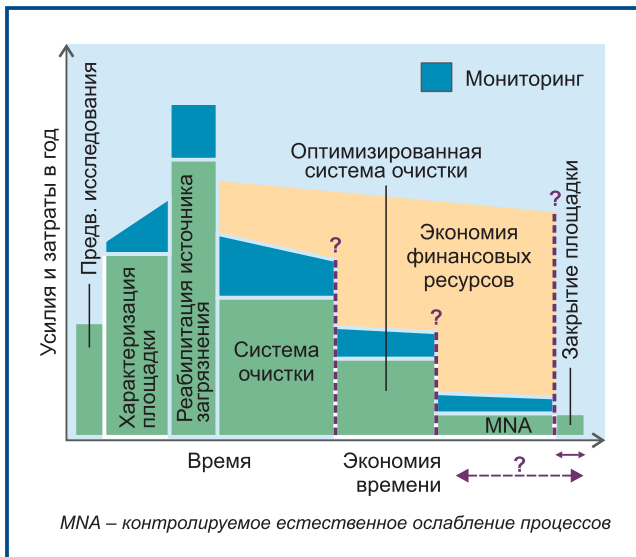 Усилия и затраты в год
Предв. исследования
Характеризация
площадки
Реабилитация источника
загрязнения
Система
очистки
Оптимизированная
система очистки
Мониторинг
Экономия
финансовых
ресурсов
?
?
?
MNA
Закрытие площадки
Время
Экономия
времени
?
MNA – контролируемое естественное ослабление процессов